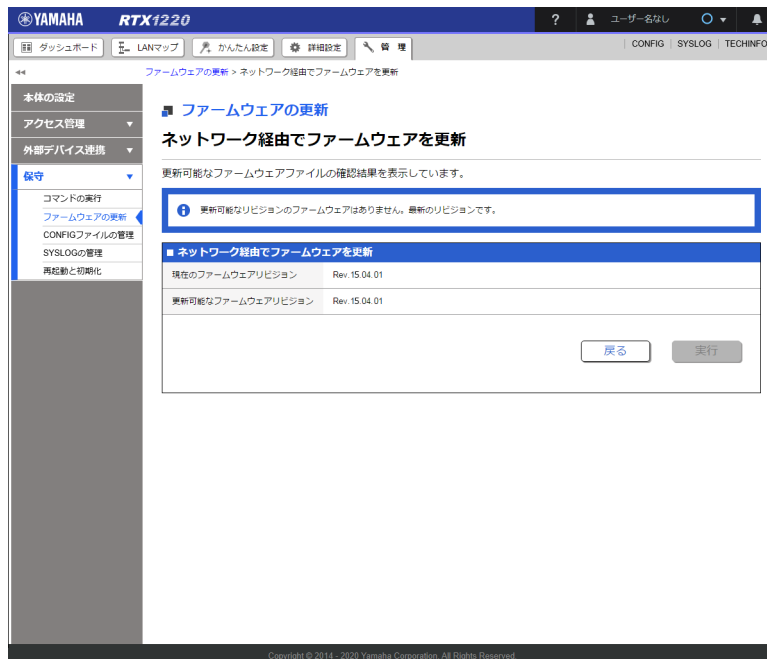 YAMAHA RTX1220 ? ユーザーなし
ダッシュボード LANマップ かんたん設定 詳細設定 管 理 CONFIG SYSLOG TECHINFO
ファームウェアの更新 > ネットワーク経由でファームウェアを更新
本体の設定
アクセス管理
外部デバイス連携
保守
コマンドの実行
ファームウェアの更新
CONFIGファイルの管理
SYSLOGの管理
再起動と初期化
ファームウェアの更新
ネットワーク経由でファームウェアを更新
更新可能なファームウェアファイルの確認結果を表示しています。
更新可能なリビジョンのファームウェアはありません。最新のリビジョンです。
ネットワーク経由でファームウェアを更新
現在のファームウェアリビジョン Rev.15.04.01
更新可能なファームウェアリビジョン Rev.15.04.01
戻る 実行
Copyright © 2014 - 2020 Yamaha Corporation. All Rights Reserved.